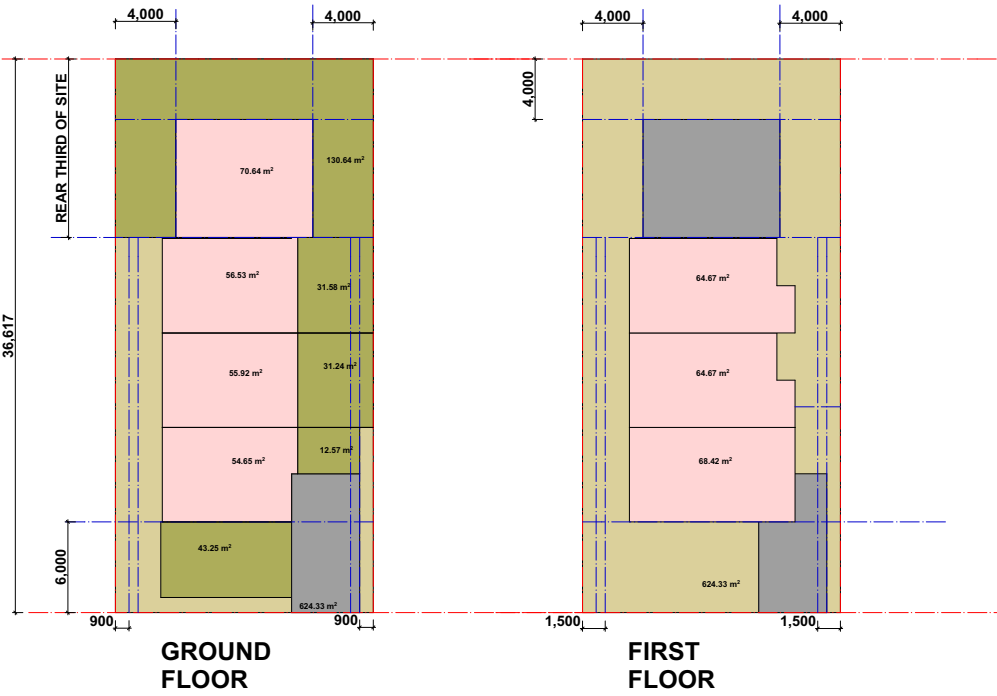 4,000
4,000
REAR THIRD OF SITE
130.64 m²
70.64 m²
56.53 m²
31.58 m²
36,617
55.92 m²
31.24 m²
54.65 m²
12.57 m²
43.25 m²
6,000
624.33 m²
900
900
GROUND
FLOOR
4,000
4,000
4,000
64.67 m²
64.67 m²
68.42 m²
624.33 m²
1,500
1,500
FIRST
FLOOR